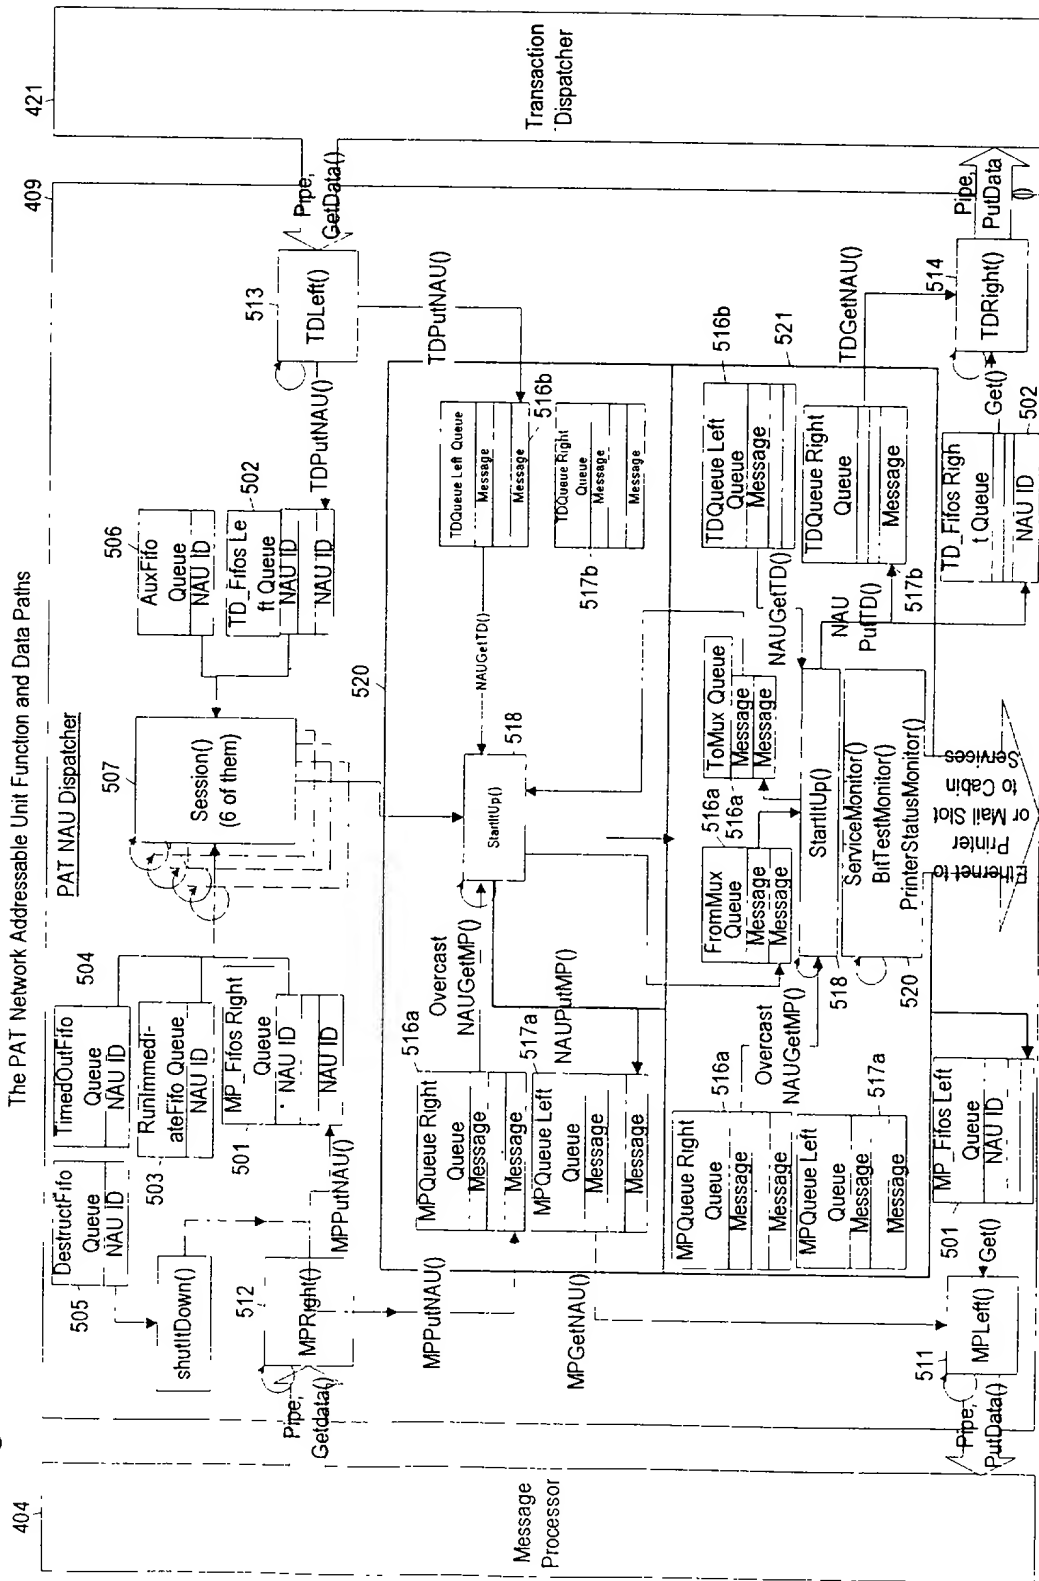 The PAT Network Addressable Unit Function and Data Paths
404
Message
Processor
409
PAT NAU Dispatcher
421
Transaction
Dispatcher
DestructFifo
Queue
NAU ID
505
TimedOutFifo
Queue
NAU ID
504
shutItDown()
RunImmedi-
ateFifo Queue
NAU ID
503
MP_Fifos Right
Queue
NAU ID
NAU ID
501
MPPutNAU()
512
MPRight()
Pipe,
Getdata()
507
Session()
(6 of them)
506
AuxFifo
Queue
NAU ID
502
TD_Fifos Le
ft Queue
NAU ID
NAU ID
TDPutNAU()
513
TDLeft()
Pipe,
GetData()
TDPutNAU()
MPPutNAU()
520
516a
MPQueue Right
Queue
Message
Message
Overcast
NAUGetMP()
517a
MPQueue Left
Queue
Message
Message
NAUPutMP()
518
StartItUp()
NAUGetTD()
TDQueue Left Queue
Message
Message
516b
TDQueue Right
Queue
Message
Message
517b
MPGetNAU()
MPQueue Right
Queue
Message
Message
516a
Overcast
NAUGetMP()
MPQueue Left
Queue
Message
Message
517a
FromMux
Queue
Message
Message
516a
516a
ToMux Queue
Message
Message
StartItUp()
518
ServiceMonitor()
BitTestMonitor()
PrinterStatusMonitor()
520
NAUGetTD()
NAU
PutTD()
TDQueue Left
Queue
Message
516b
521
TDQueue Right
Queue
Message
517b
TDGetNAU()
501
MP_Fifos Left
Queue
NAU ID
Get()
511
MPLeft()
Pipe,
PutData()
Ethernet to
Printer
or Mail Slot
to Cabin
Services
TD_Fifos Righ
t Queue
NAU ID
502
Get()
514
TDRight()
Pipe,
PutData
()